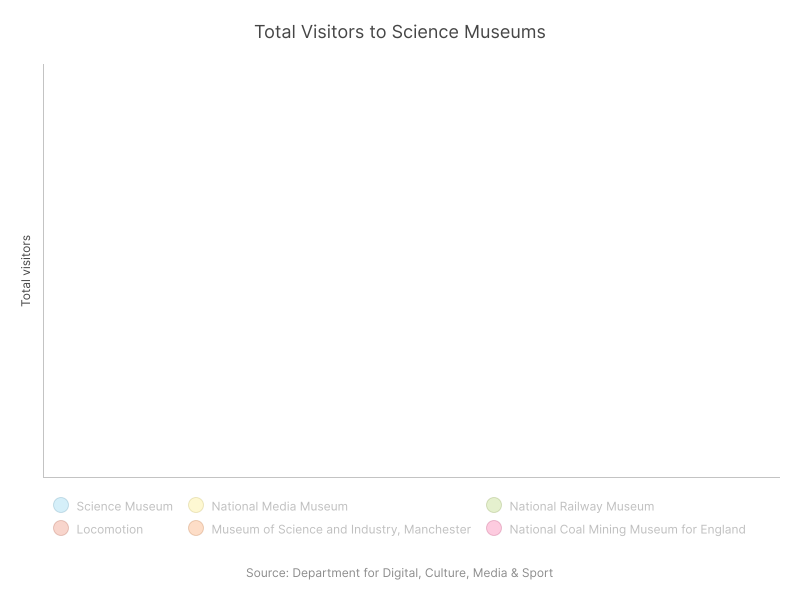 Total Visitors to Science Museums
Total visitors
Science Museum
National Media Museum
National Railway Museum
Locomotion
Museum of Science and Industry, Manchester
National Coal Mining Museum for England
Source: Department for Digital, Culture, Media & Sport